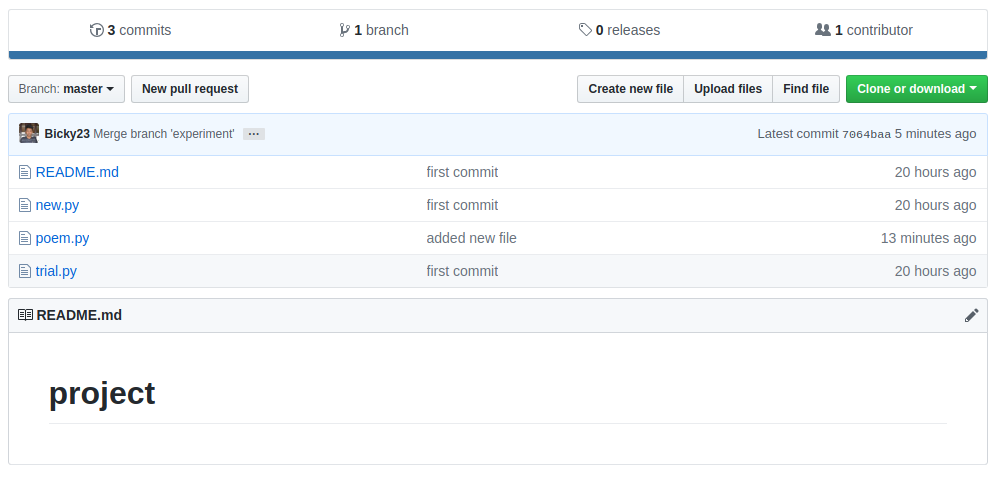 3 commits 1 branch 0 releases 1 contributor
Branch: master New pull request Create new file Upload files Find file Clone or download
Bicky23 Merge branch 'experiment' ... Latest commit 7064baa 5 minutes ago
README.md first commit 20 hours ago
new.py first commit 20 hours ago
poem.py added new file 13 minutes ago
trial.py first commit 20 hours ago
README.md
project